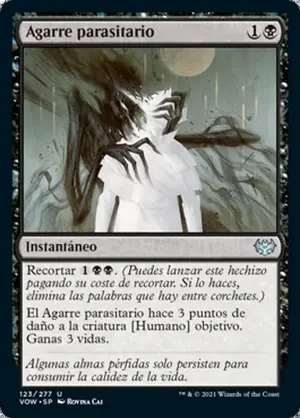 Agarre parasitario 1
Instantáneo
Recortar 1 (Puedes lanzar este hechizo
pagando su coste de recortar. Si lo haces,
elimina las palabras que hay entre corchetes.)
El Agarre parasitario hace 3 puntos de
daño a la criatura [Humano] objetivo.
Ganas 3 vidas.
Algunas almas pérfidas solo persisten para
consumir la calidez de la vida.
123/277 U
VOW • SP Rovina Cai
™ & © 2021 Wizards of the Coast